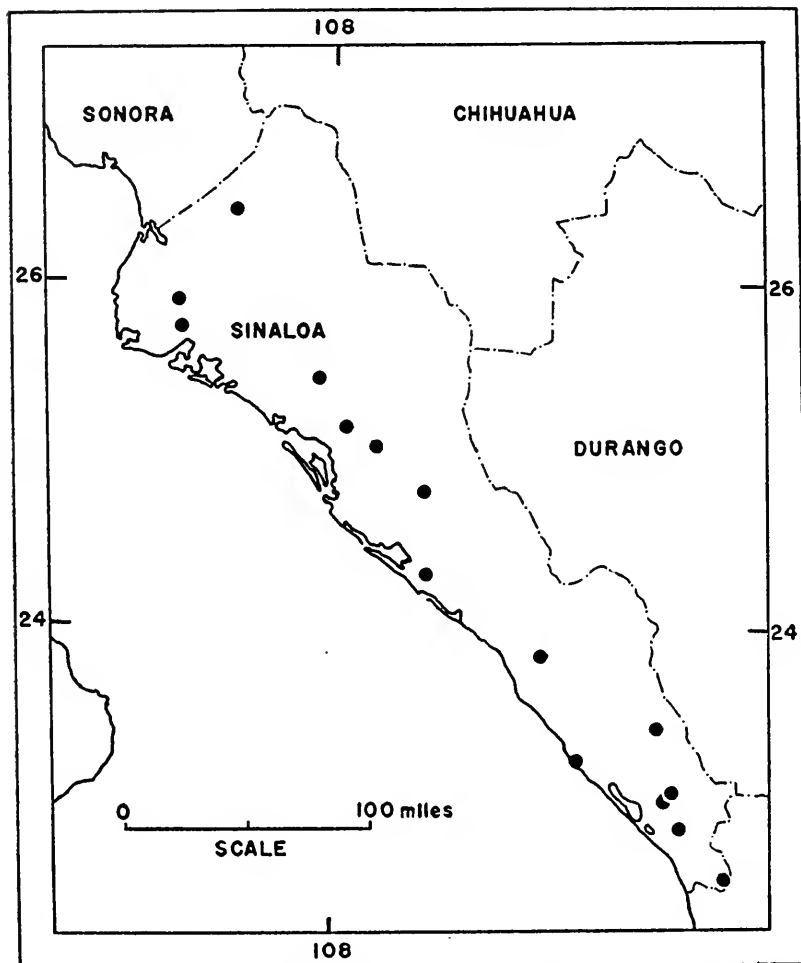 108
SONORA
CHIHUAHUA
26
26
SINALOA
DURANGO
24
24
0 100 miles
SCALE
108